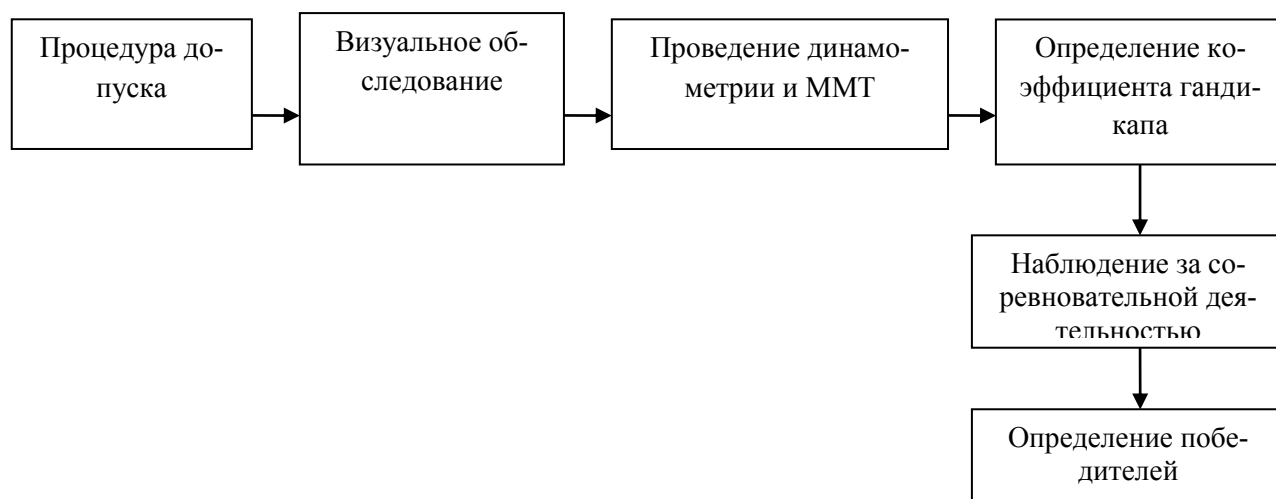 Процедура до-
пуска
Визуальное об-
следование
Проведение динамо-
метрии и ММТ
Определение ко-
эффициента ганди-
капа
Наблюдение за со-
ревновательной дея-
тельностью
Определение побе-
дителей